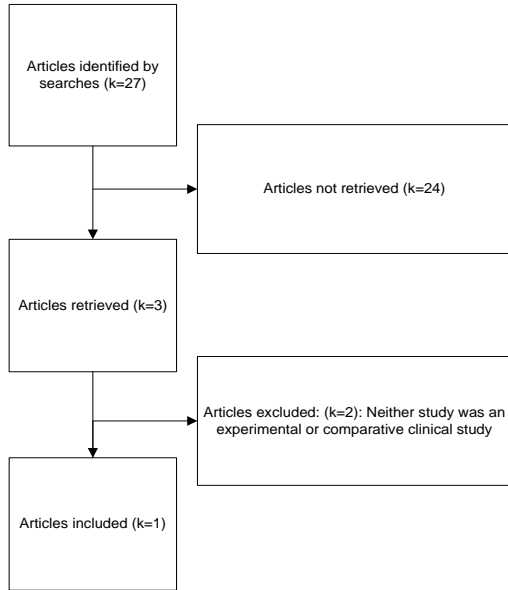 Articles identified by
searches (k=27)
Articles not retrieved (k=24)
Articles retrieved (k=3)
Articles excluded: (k=2): Neither study was an
experimental or comparative clinical study
Articles included (k=1)